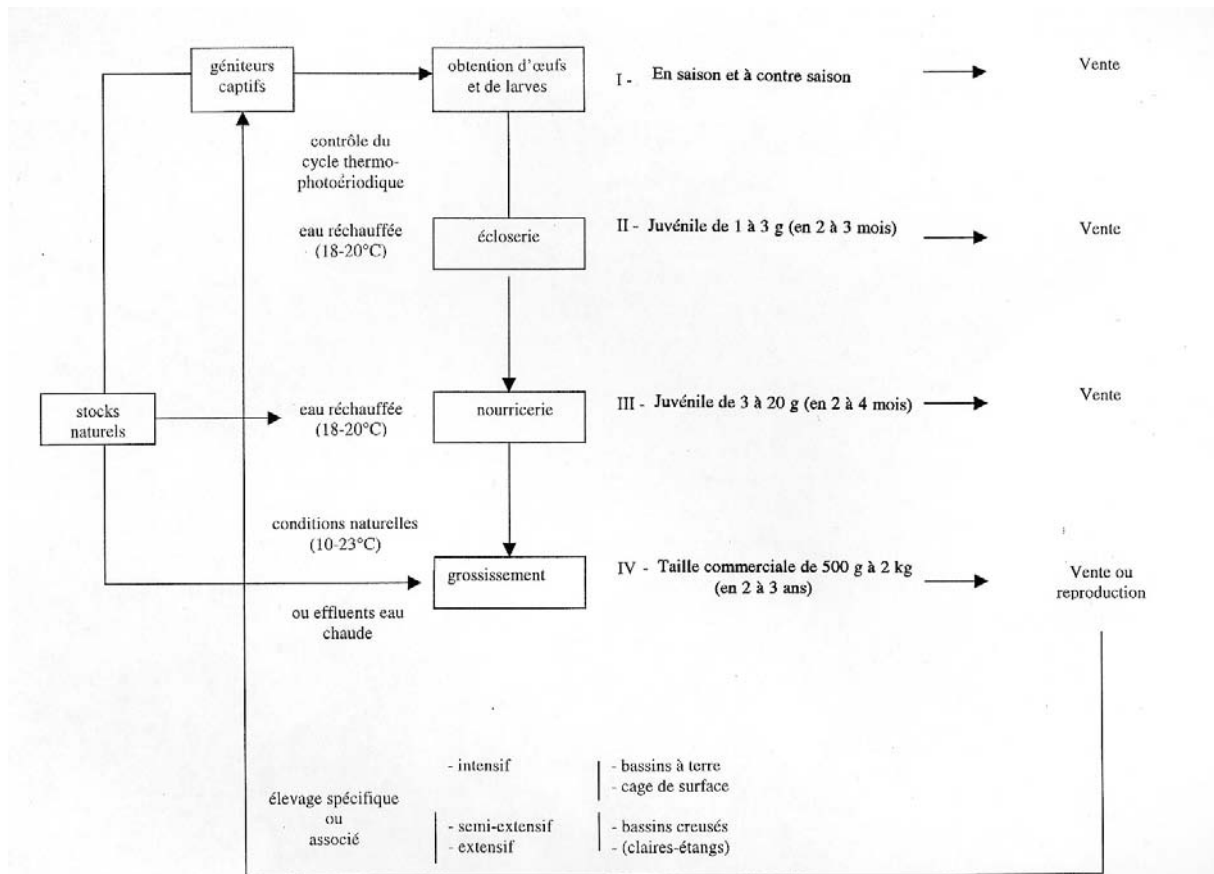 géniteurs
captifs
obtention d'œufs
et de larves
I - En saison et à contre saison
Vente
contrôle du
cycle thermo-
photoériodique
eau réchauffée
(18-20°C)
écloserie
II - Juvénile de 1 à 3 g (en 2 à 3 mois)
Vente
stocks
naturels
eau réchauffée
(18-20°C)
nourricerie
III - Juvénile de 3 à 20 g (en 2 à 4 mois)
Vente
conditions naturelles
(10-23°C)
grossissement
IV - Taille commerciale de 500 g à 2 kg
(en 2 à 3 ans)
Vente ou
reproduction
ou effluents eau
chaude
élevage spécifique
ou
associé
- intensif
- bassins à terre
- cage de surface
- semi-extensif
- extensif
- bassins creusés
- (claires-étangs)